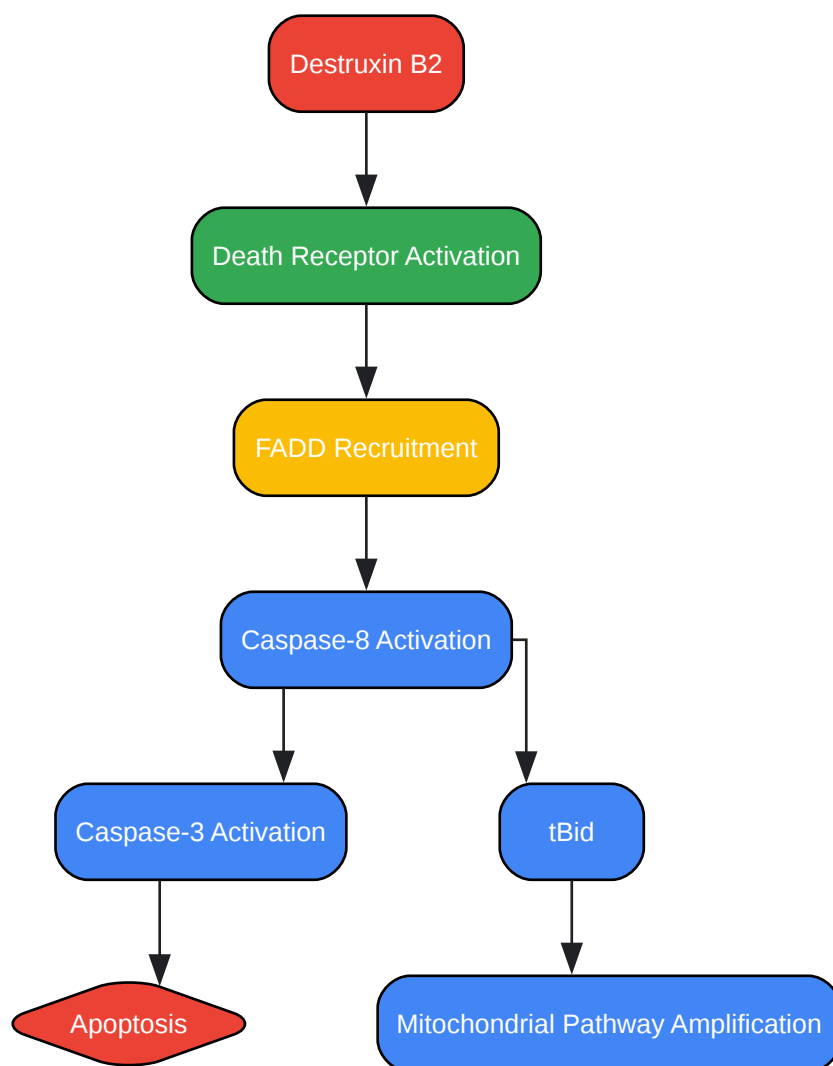 Destruxin B2
Death Receptor Activation
FADD Recruitment
Caspase-8 Activation
Caspase-3 Activation
tBid
Apoptosis
Mitochondrial Pathway Amplification